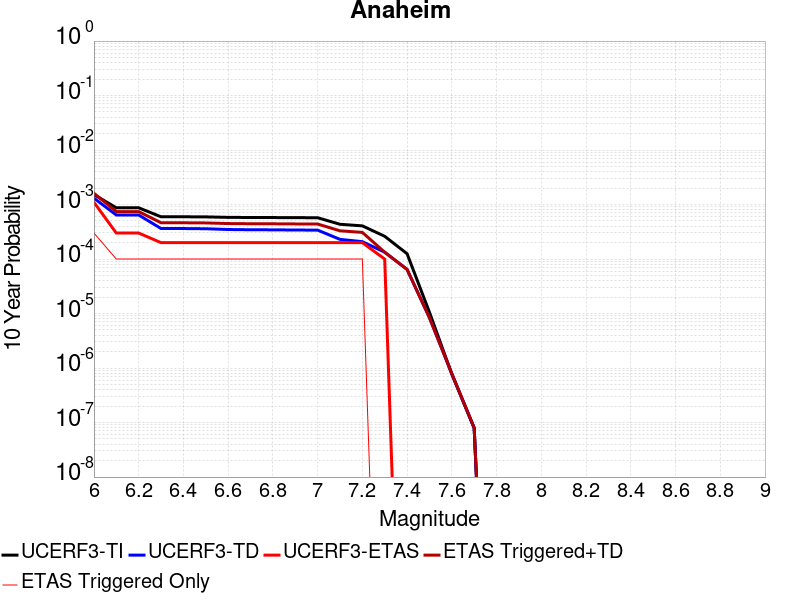 Anaheim
10 0
10 -1
10 -2
10 -3
10 -4
10 -5
10 -6
10 -7
10 -8
10 Year Probability
6 6.2 6.4 6.6 6.8 7 7.2 7.4 7.6 7.8 8 8.2 8.4 8.6 8.8 9
Magnitude
UCERF3-TI UCERF3-TD UCERF3-ETAS ETAS Triggered+TD
ETAS Triggered Only